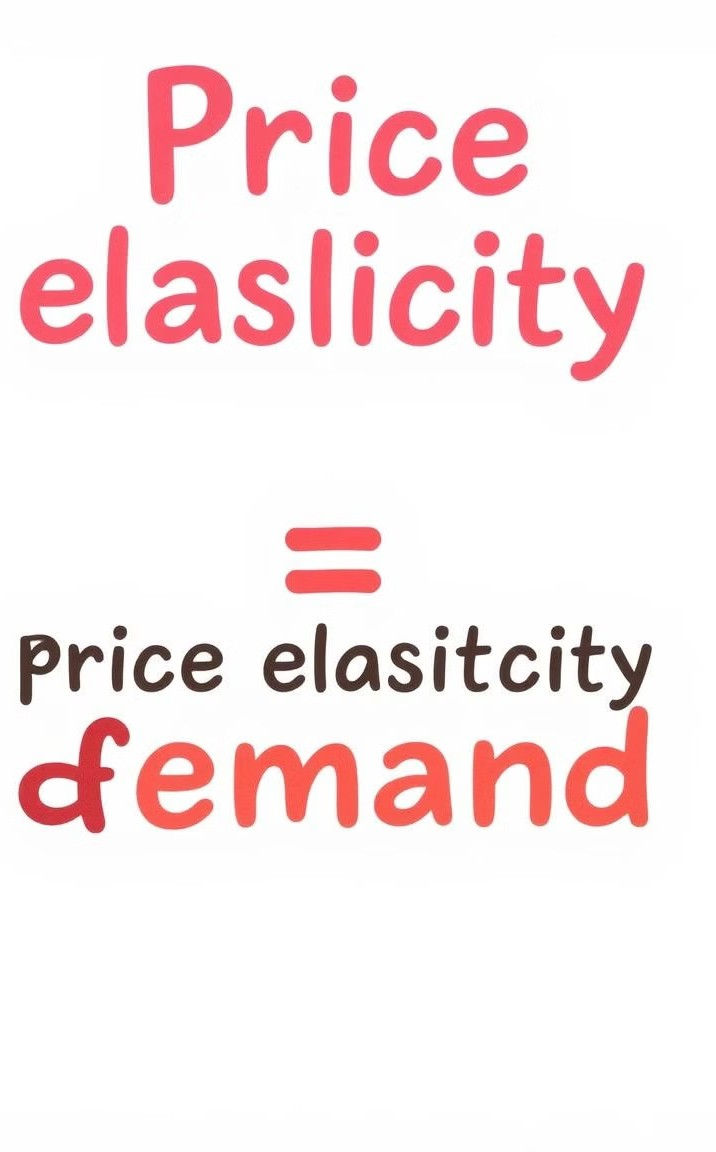 Price
elaslicity
=
price elasitcity
demand